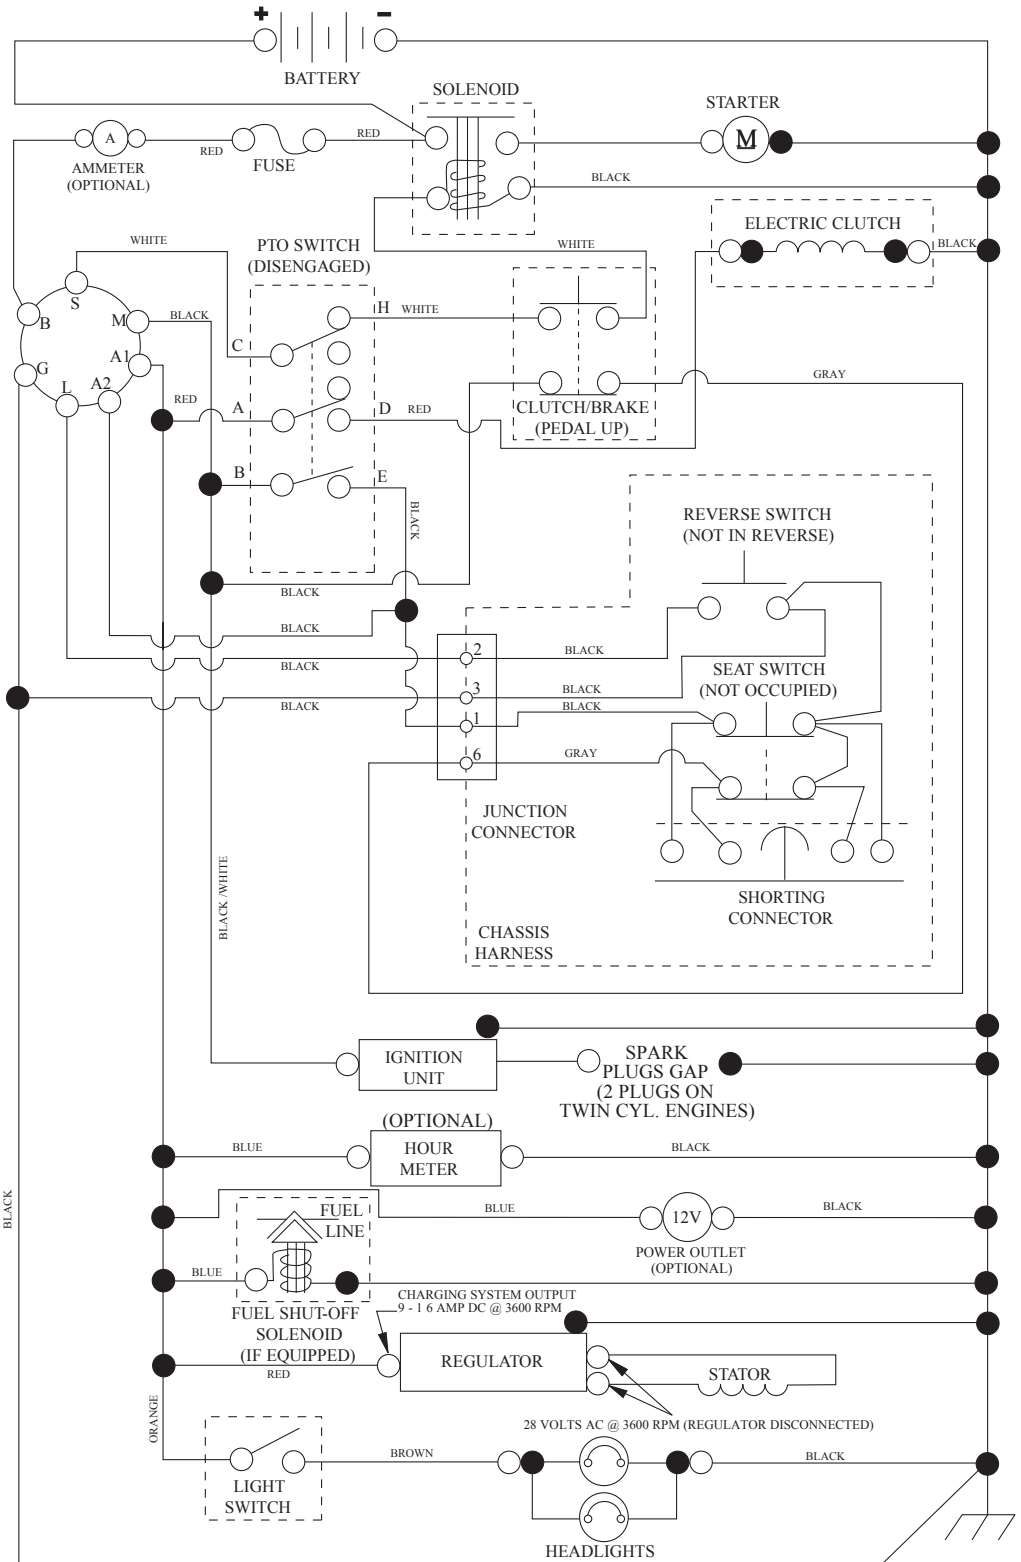 + -
BATTERY
SOLENOID
STARTER
A
M
RED
RED
FUSE
AMMETER
(OPTIONAL)
BLACK
ELECTRIC CLUTCH
WHITE
PTO SWITCH
(DISENGAGED)
WHITE
BLACK
S
B
M
BLACK
H
WHITE
C
G
A1
L
A2
RED
A
D
RED
GRAY
CLUTCH/BRAKE
(PEDAL UP)
B
E
BLACK
REVERSE SWITCH
(NOT IN REVERSE)
BLACK
BLACK
2
BLACK
BLACK
SEAT SWITCH
(NOT OCCUPIED)
3
BLACK
BLACK
BLACK
1
6
GRAY
JUNCTION
CONNECTOR
BLACK /WHITE
SHORTING
CONNECTOR
CHASSIS
HARNESS
IGNITION
UNIT
SPARK
PLUGS GAP
(2 PLUGS ON
TWIN CYL. ENGINES)
(OPTIONAL)
HOUR
METER
BLUE
BLACK
BLACK
FUEL
LINE
BLUE
12V
BLACK
POWER OUTLET
(OPTIONAL)
BLUE
FUEL SHUT-OFF
SOLENOID
(IF EQUIPPED)
CHARGING SYSTEM OUTPUT
9 - 1 6 AMP DC @ 3600 RPM
RED
REGULATOR
STATOR
28 VOLTS AC @ 3600 RPM (REGULATOR DISCONNECTED)
ORANGE
BROWN
BLACK
LIGHT
SWITCH
HEADLIGHTS